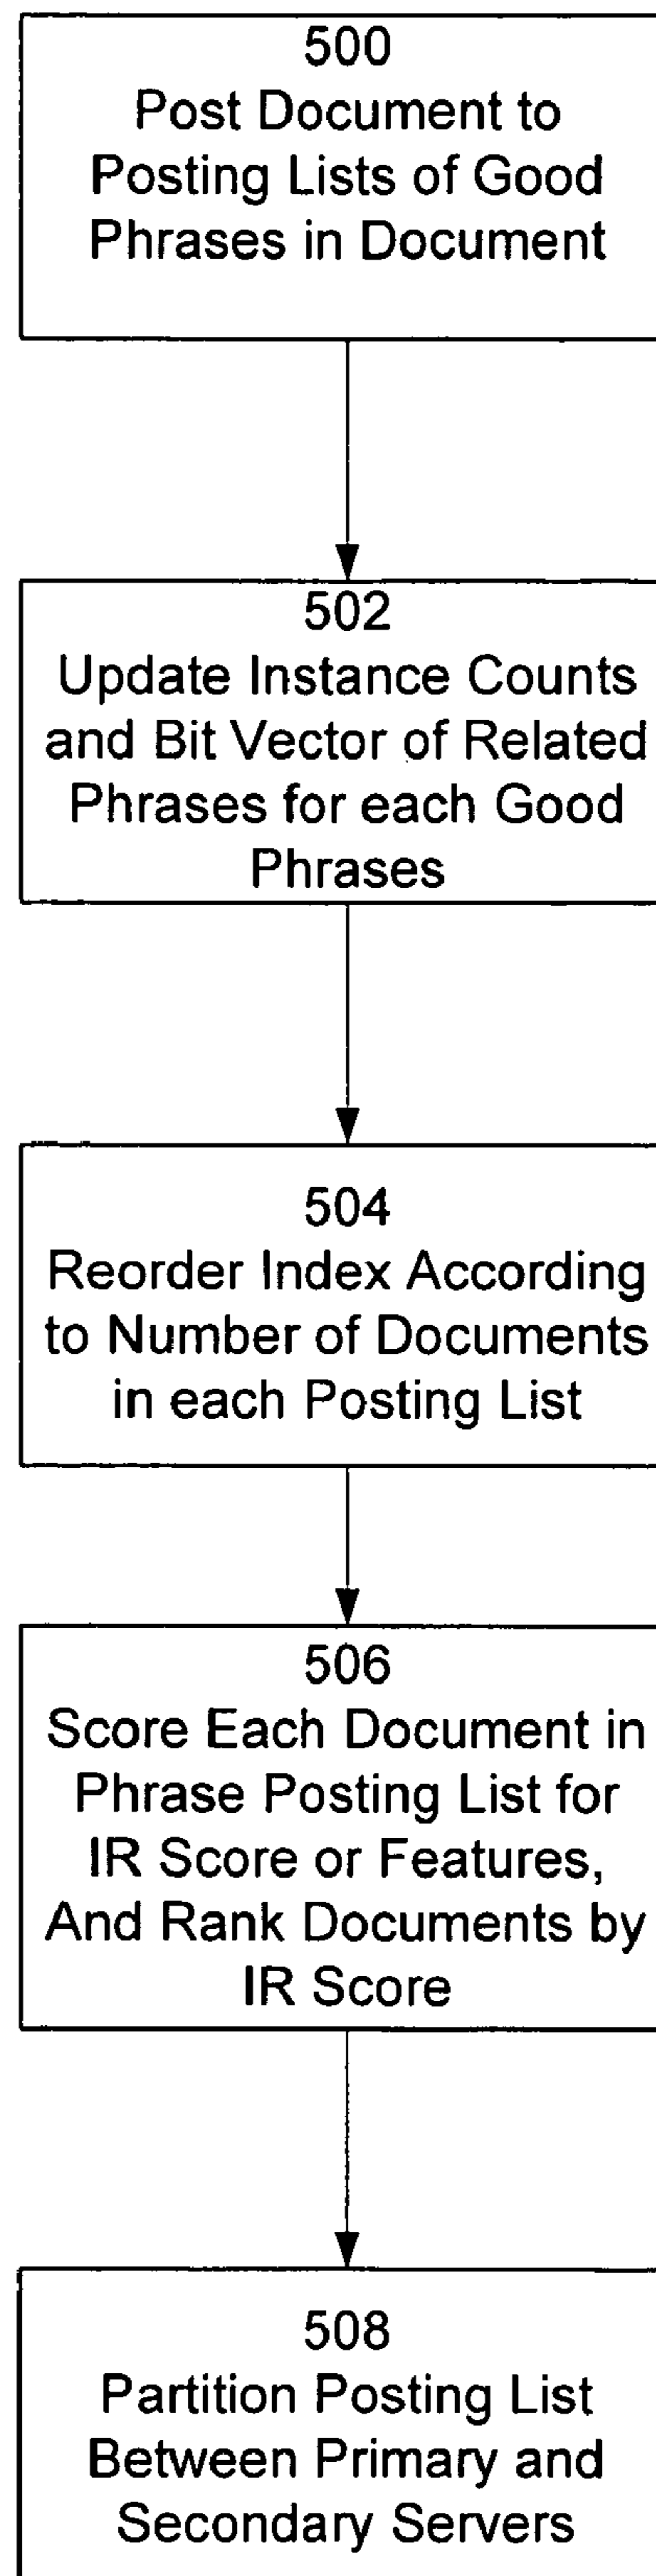 500
Post Document to
Posting Lists of Good
Phrases in Document
502
Update Instance Counts
and Bit Vector of Related
Phrases for each Good
Phrases
504
Reorder Index According
to Number of Documents
in each Posting List
506
Score Each Document in
Phrase Posting List for
IR Score or Features,
And Rank Documents by
IR Score
508
Partition Posting List
Between Primary and
Secondary Servers